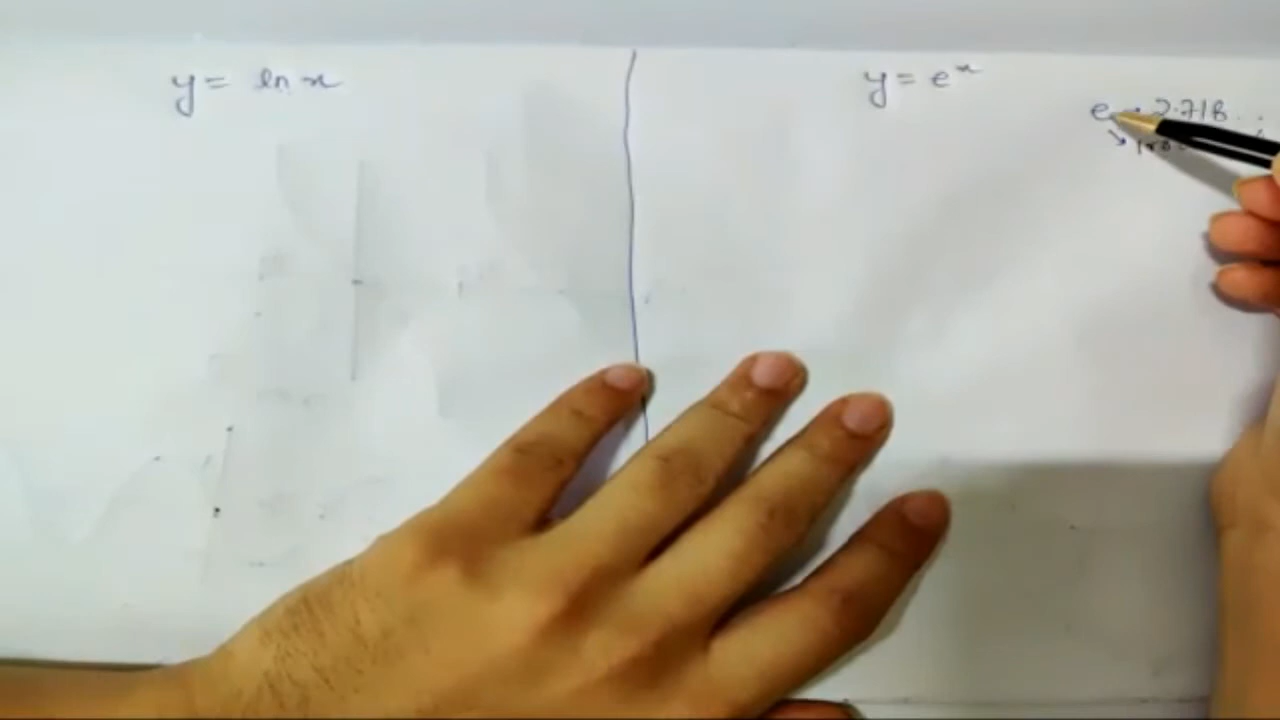 y = ln x
y = e^x
e → 2.718...